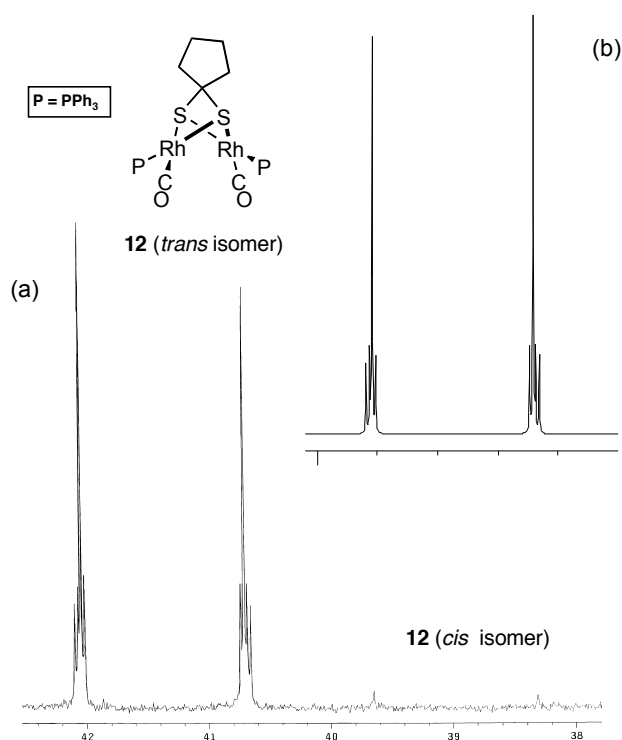 (b)
P = PPh₃
S S
Rh Rh
P P
C C
O O
12 (trans isomer)
(a)
12 (cis isomer)
42 41 40 39 38